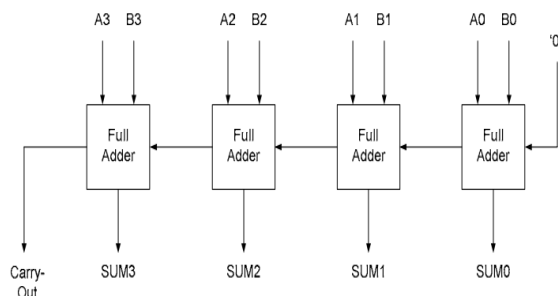 A3 B3 A2 B2 A1 B1 A0 B0
'0
Full Adder Full Adder Full Adder Full Adder
Carry-Out SUM3 SUM2 SUM1 SUM0